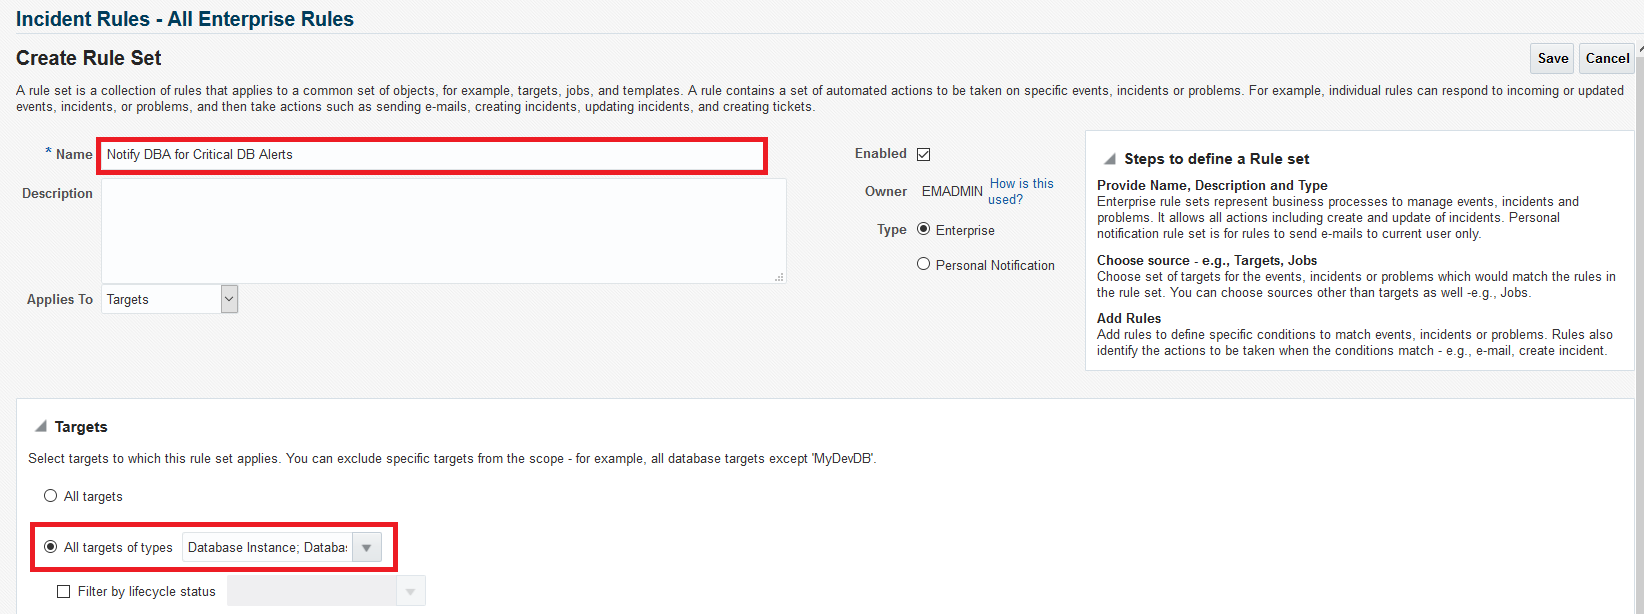 Incident Rules - All Enterprise Rules
Create Rule Set
Save
Cancel
A rule set is a collection of rules that applies to a common set of objects, for example, targets, jobs, and templates. A rule contains a set of automated actions to be taken on specific events, incidents or problems. For example, individual rules can respond to incoming or updated
events, incidents, or problems, and then take actions such as sending e-mails, creating incidents, updating incidents, and creating tickets.
* Name Notify DBA for Critical DB Alerts
Description
Applies To Targets
Enabled
Owner EMADMIN How is this
used?
Type Enterprise
Personal Notification
Steps to define a Rule set
Provide Name, Description and Type
Enterprise rule sets represent business processes to manage events, incidents and
problems. It allows all actions including create and update of incidents. Personal
notification rule set is for rules to send e-mails to current user only.
Choose source - e.g., Targets, Jobs
Choose set of targets for the events, incidents or problems which would match the rules in
the rule set. You can choose sources other than targets as well -e.g., Jobs.
Add Rules
Add rules to define specific conditions to match events, incidents or problems. Rules also
identify the actions to be taken when the conditions match - e.g., e-mail, create incident.
Targets
Select targets to which this rule set applies. You can exclude specific targets from the scope - for example, all database targets except 'MyDevDB'.
All targets
All targets of types Database Instance; Databa
Filter by lifecycle status